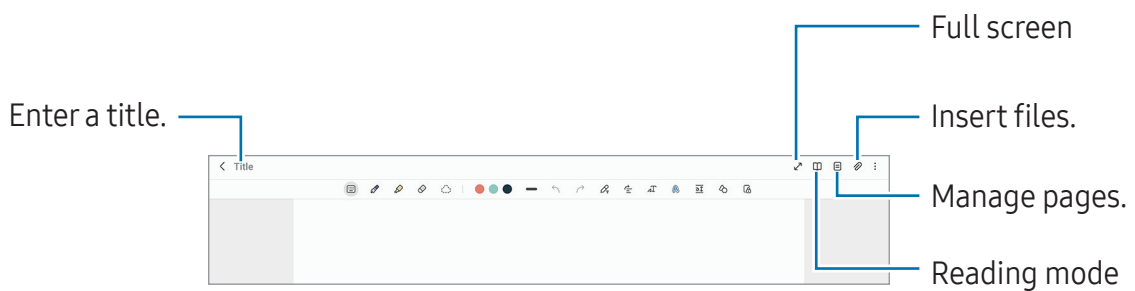 Full screen
Enter a title.
Insert files.
Title
Manage pages.
Reading mode